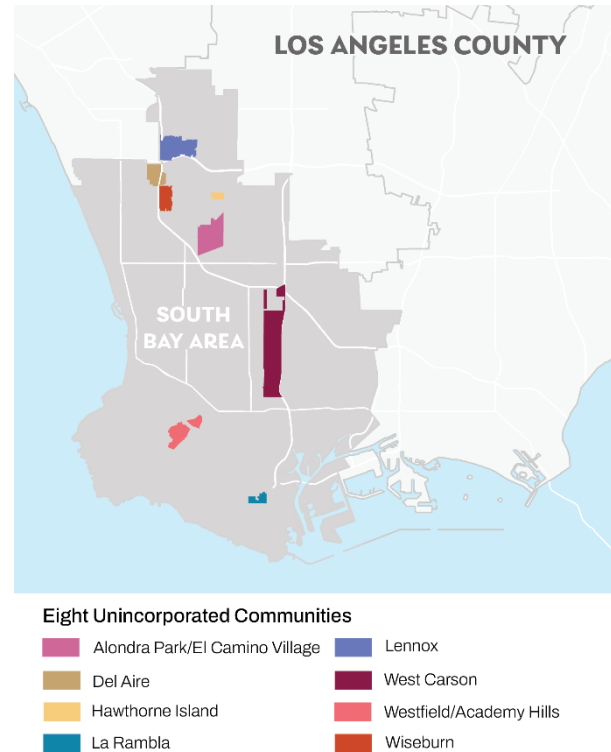 LOS ANGELES COUNTY
SOUTH
BAY AREA
Eight Unincorporated Communities
Alondra Park/El Camino Village
Lennox
Del Aire
West Carson
Hawthorne Island
Westfield/Academy Hills
La Rambla
Wiseburn